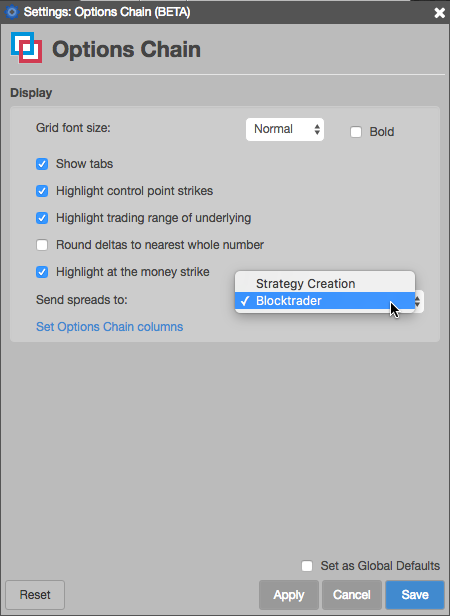 Settings: Options Chain (BETA)
Options Chain
Display
Grid font size: Normal Bold
Show tabs
Highlight control point strikes
Highlight trading range of underlying
Round deltas to nearest whole number
Highlight at the money strike
Strategy Creation
Send spreads to: Blocktrader
Set Options Chain columns
Set as Global Defaults
Reset Apply Cancel Save